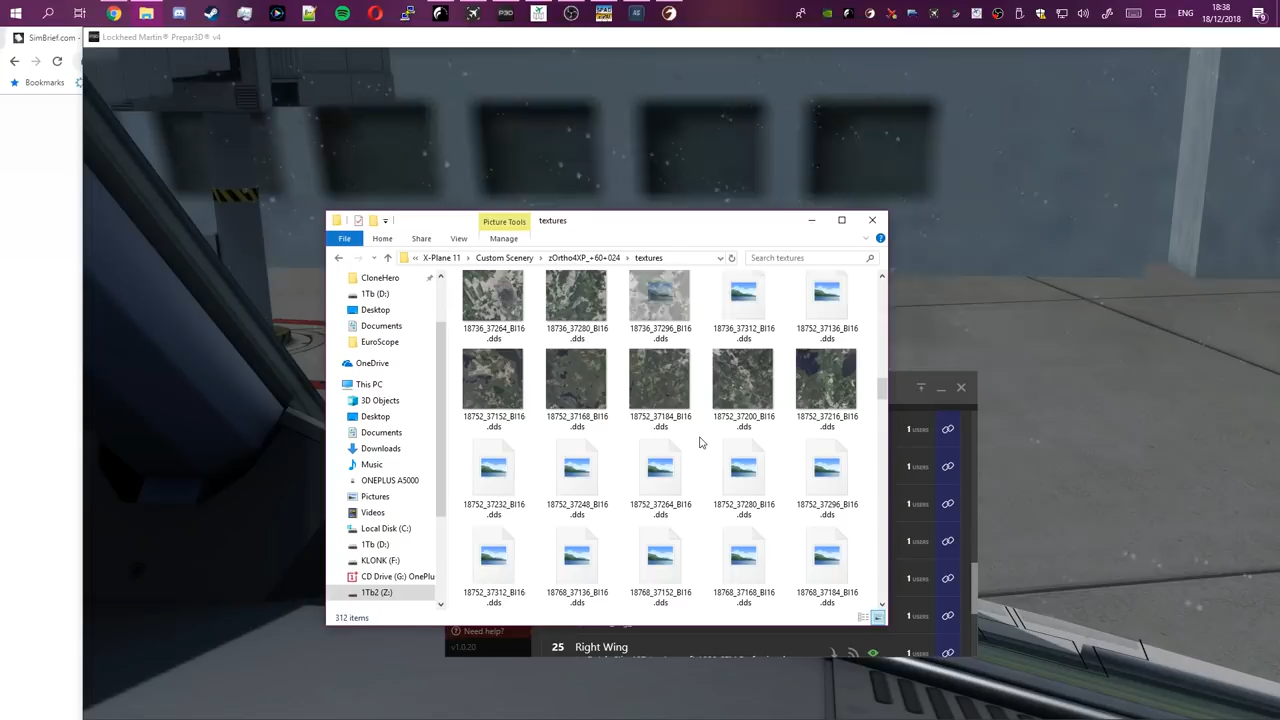 ENG
18:38
18/12/2018
SimBrief.com -
Lockheed Martin® Prepar3D® v4
Bookmarks
Picture Tools
textures
File
Home
Share
View
Manage
« X-Plane 11 › Custom Scenery › zOrtho4XP_+60+024 › textures
Search textures
CloneHero
1Tb (D:)
Desktop
Documents
EuroScope
OneDrive
This PC
3D Objects
Desktop
Documents
Downloads
Music
ONEPLUS A5000
Pictures
Videos
Local Disk (C:)
1Tb (D:)
KLONK (F:)
CD Drive (G:) OnePlu
1Tb2 (Z:)
18736_37264_BI16 18736_37280_BI16 18736_37296_BI16 18736_37312_BI16 18752_37136_BI16
.dds .dds .dds .dds .dds
18752_37152_BI16 18752_37168_BI16 18752_37184_BI16 18752_37200_BI16 18752_37216_BI16
.dds .dds .dds .dds .dds
18752_37232_BI16 18752_37248_BI16 18752_37264_BI16 18752_37280_BI16 18752_37296_BI16
.dds .dds .dds .dds .dds
18752_37312_BI16 18768_37136_BI16 18768_37152_BI16 18768_37168_BI16 18768_37184_BI16
.dds .dds .dds .dds .dds
312 items
1 USERS
1 USERS
1 USERS
1 USERS
1 USERS
1 USERS
Need help?
v1.0.20
25 Right Wing
1 USERS